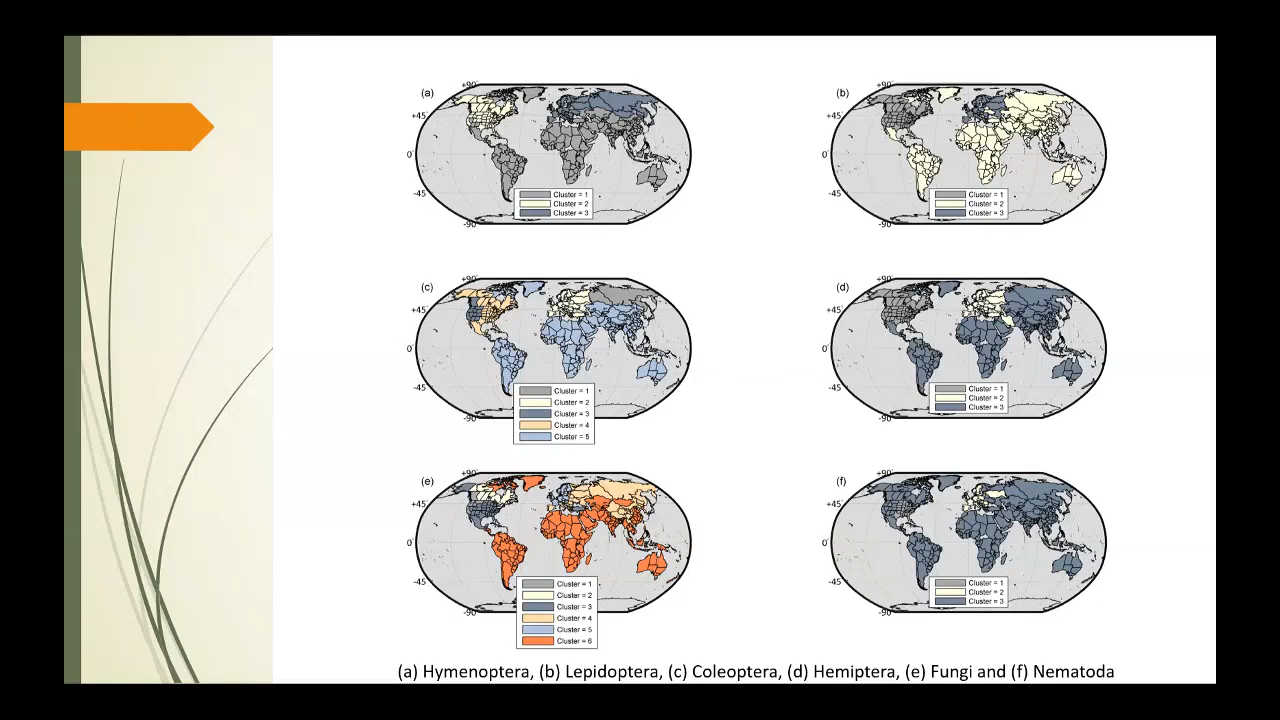 (a)
+90°
+45
0°
-45
-90
Cluster = 1
Cluster = 2
Cluster = 3
(b)
+90°
+45
0°
-45
-90
Cluster = 1
Cluster = 2
Cluster = 3
(c)
+90°
+45
0°
-45
-90
Cluster = 1
Cluster = 2
Cluster = 3
Cluster = 4
Cluster = 5
(d)
+90°
+45
0°
-45
-90
Cluster = 1
Cluster = 2
Cluster = 3
(e)
+90°
+45
0°
-45
-90
Cluster = 1
Cluster = 2
Cluster = 3
Cluster = 4
Cluster = 5
Cluster = 6
(f)
+90°
+45
0°
-45
-90
Cluster = 1
Cluster = 2
Cluster = 3
(a) Hymenoptera, (b) Lepidoptera, (c) Coleoptera, (d) Hemiptera, (e) Fungi and (f) Nematoda